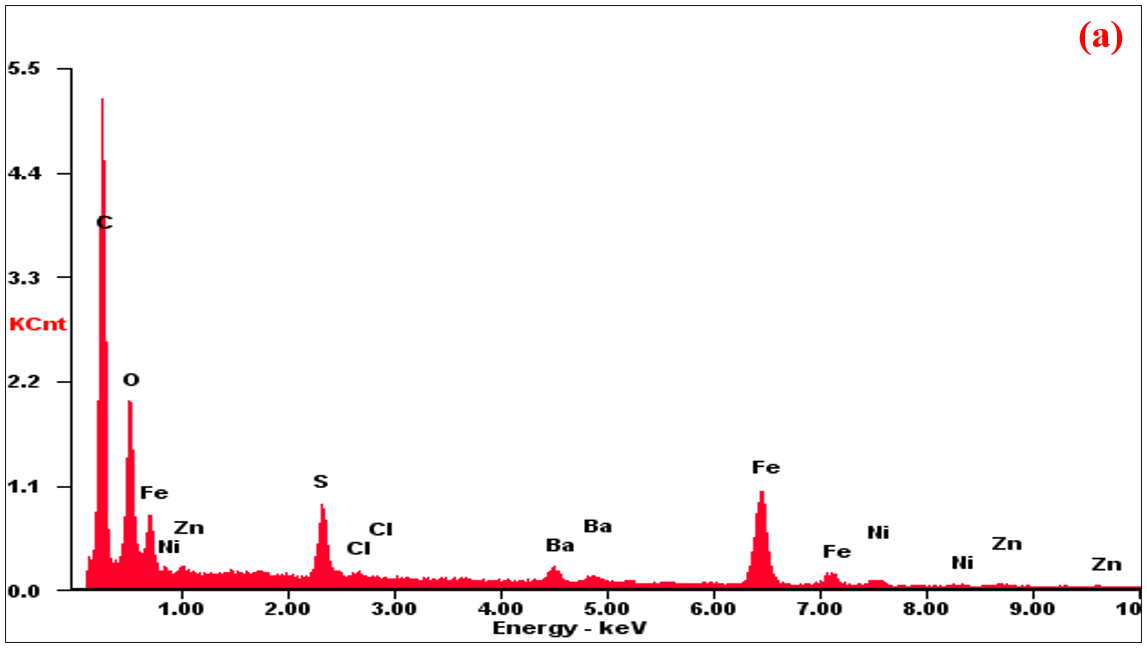 (a)
5.5
4.4
C
3.3
KCnt
2.2
O
1.1
S
Fe
Fe
Zn
Cl
Ba
Ni
Zn
Ni
Cl
Ba
Fe
Ni
Zn
0.0
1.00 2.00 3.00 4.00 5.00 6.00 7.00 8.00 9.00 10
Energy - keV